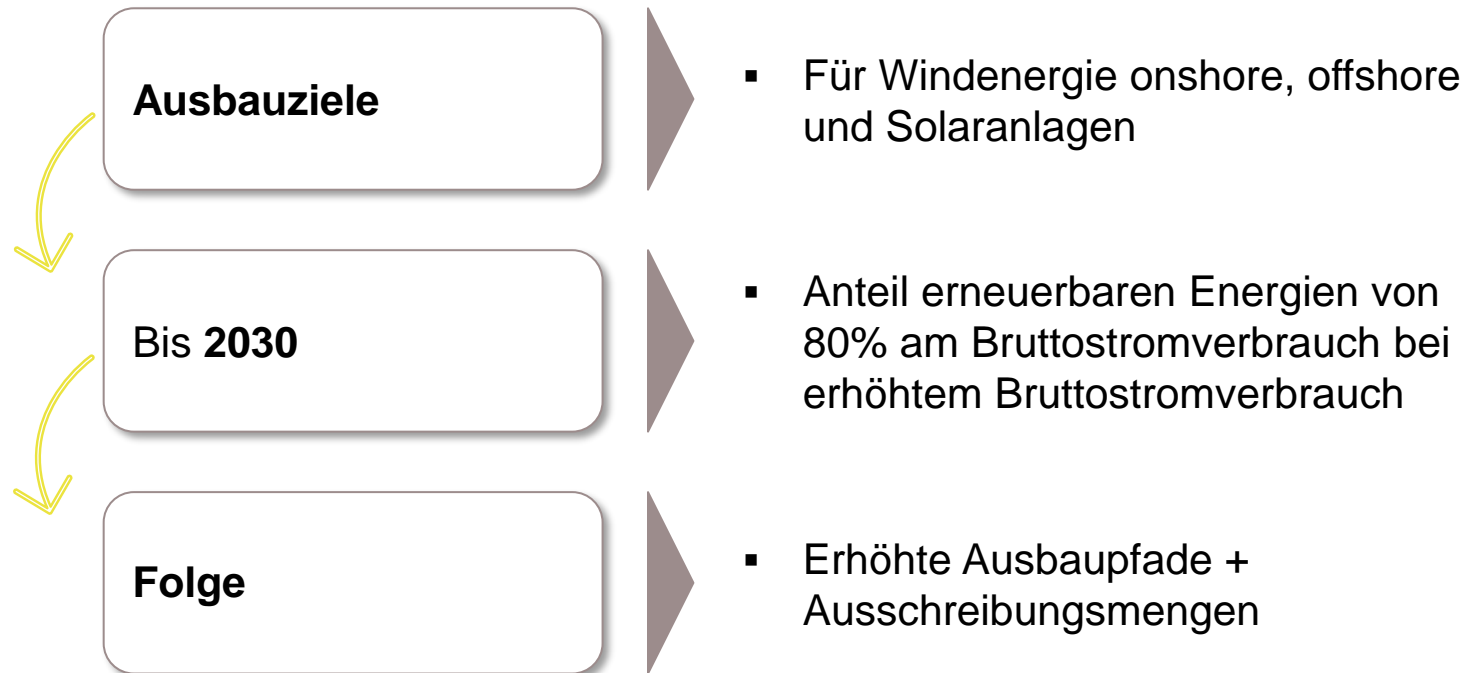 Ausbauziele
▪ Für Windenergie onshore, offshore
und Solaranlagen
Bis 2030
▪ Anteil erneuerbaren Energien von
80% am Bruttostromverbrauch bei
erhöhtem Bruttostromverbrauch
Folge
▪ Erhöhte Ausbaupfade +
Ausschreibungsmengen